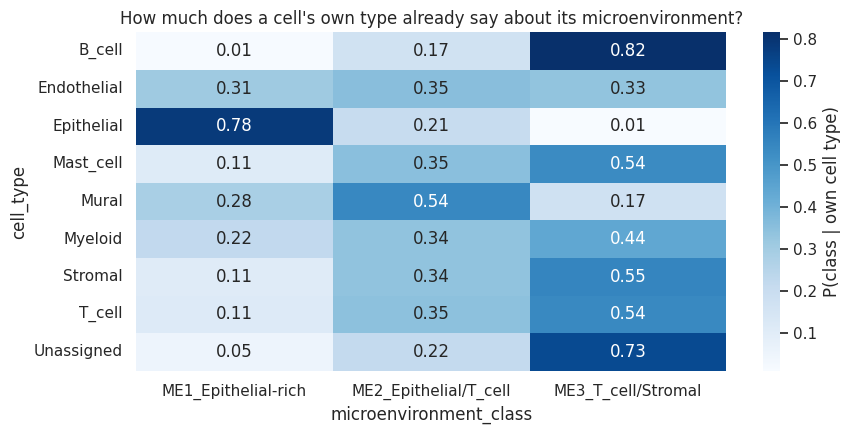 How much does a cell's own type already say about its microenvironment?
cell_type
B_cell 0.01 0.17 0.82
Endothelial 0.31 0.35 0.33
Epithelial 0.78 0.21 0.01
Mast_cell 0.11 0.35 0.54
Mural 0.28 0.54 0.17
Myeloid 0.22 0.34 0.44
Stromal 0.11 0.34 0.55
T_cell 0.11 0.35 0.54
Unassigned 0.05 0.22 0.73
ME1_Epithelial-rich ME2_Epithelial/T_cell ME3_T_cell/Stromal
microenvironment_class
0.8
0.7
0.6
0.5
0.4
0.3
0.2
0.1
P(class | own cell type)